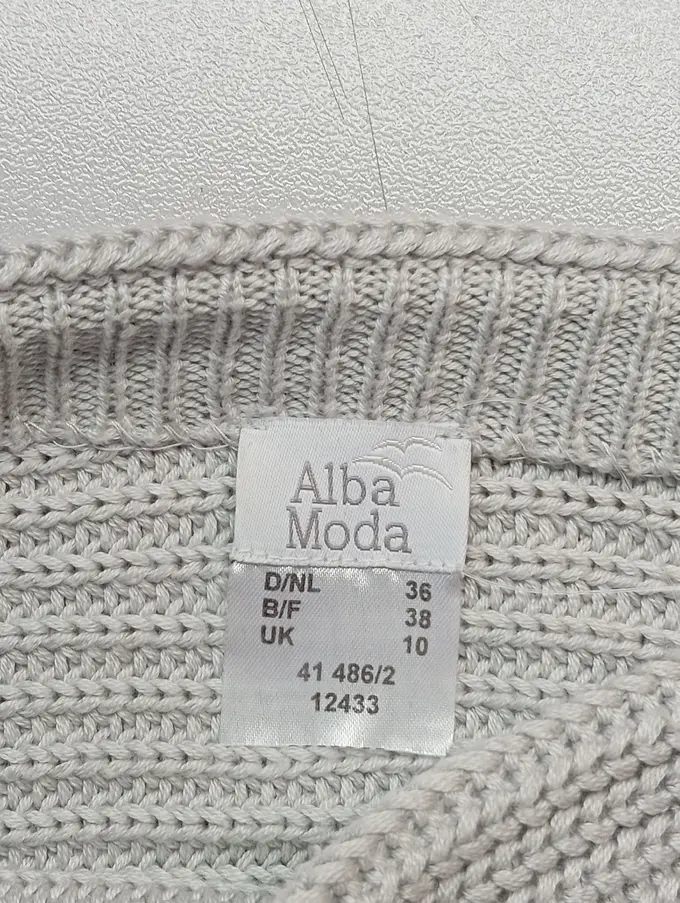 Alba
Moda
D/NL 36
B/F 38
UK 10
41 486/2
12433